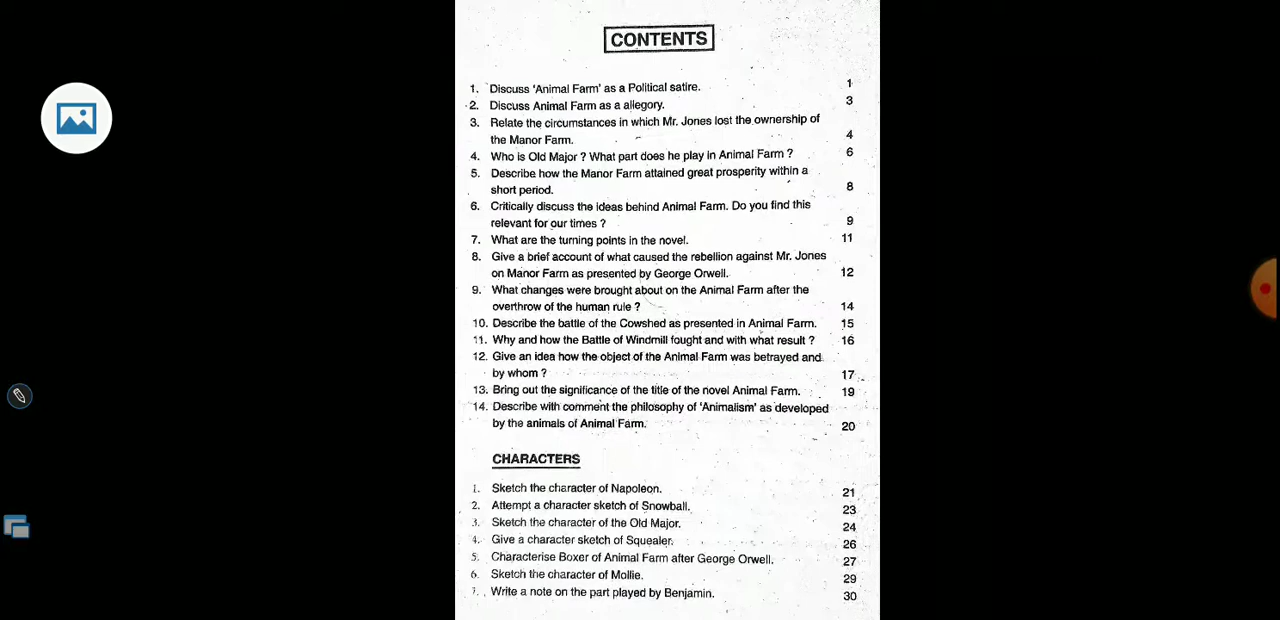 CONTENTS
1. Discuss 'Animal Farm' as a Political satire. 1
2. Discuss Animal Farm as a allegory. 3
3. Relate the circumstances in which Mr. Jones lost the ownership of
the Manor Farm. 4
4. Who is Old Major ? What part does he play in Animal Farm ? 6
5. Describe how the Manor Farm attained great prosperity within a
short period. 8
6. Critically discuss the ideas behind Animal Farm. Do you find this
relevant for our times ? 9
7. What are the turning points in the novel. 11
8. Give a brief account of what caused the rebellion against Mr. Jones
on Manor Farm as presented by George Orwell. 12
9. What changes were brought about on the Animal Farm after the
overthrow of the human rule ? 14
10. Describe the battle of the Cowshed as presented in Animal Farm. 15
11. Why and how the Battle of Windmill fought and with what result ? 16
12. Give an idea how the object of the Animal Farm was betrayed and
by whom ? 17
13. Bring out the significance of the title of the novel Animal Farm. 19
14. Describe with comment the philosophy of 'Animalism' as developed
by the animals of Animal Farm. 20
CHARACTERS
1. Sketch the character of Napoleon. 21
2. Attempt a character sketch of Snowball. 23
3. Sketch the character of the Old Major. 24
4. Give a character sketch of Squealer. 26
5. Characterise Boxer of Animal Farm after George Orwell. 27
6. Sketch the character of Mollie. 29
7. Write a note on the part played by Benjamin. 30